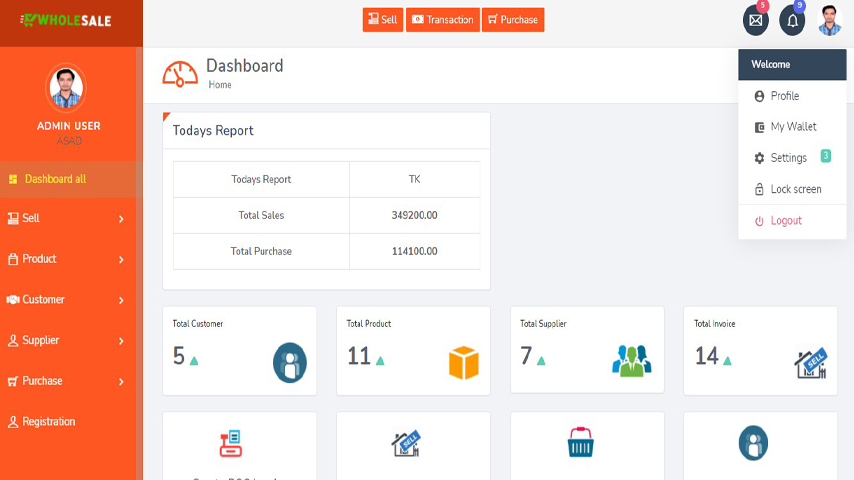 WHOLESALE
Sell
Transaction
Purchase
5
9
ADMIN USER
ASAD
Dashboard all
Sell
Product
Customer
Supplier
Purchase
Registration
Dashboard
Home
Welcome
Profile
My Wallet
Settings 3
Lock screen
Logout
Todays Report
Todays Report TK
Total Sales 349200.00
Total Purchase 114100.00
Total Customer
5
Total Product
11
Total Supplier
7
Total Invoice
14
SELL
SELL